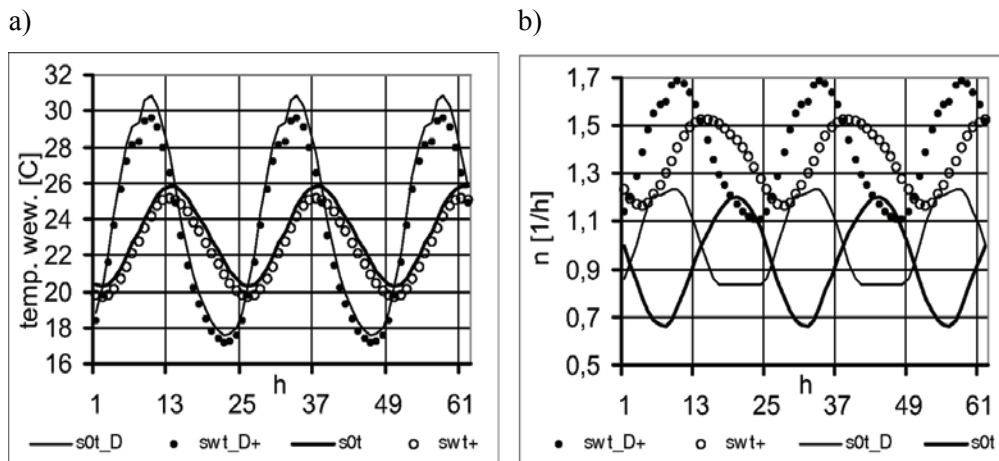 a)
b)
temp. wew. [C]
32
30
28
26
24
22
20
18
16
1 13 25 37 49 61
h
s0t_D swt_D+ s0t swt+
n [1/h]
1,7
1,5
1,3
1,1
0,9
0,7
0,5
1 13 25 37 49 61
h
swt_D+ swt+ s0t_D s0t